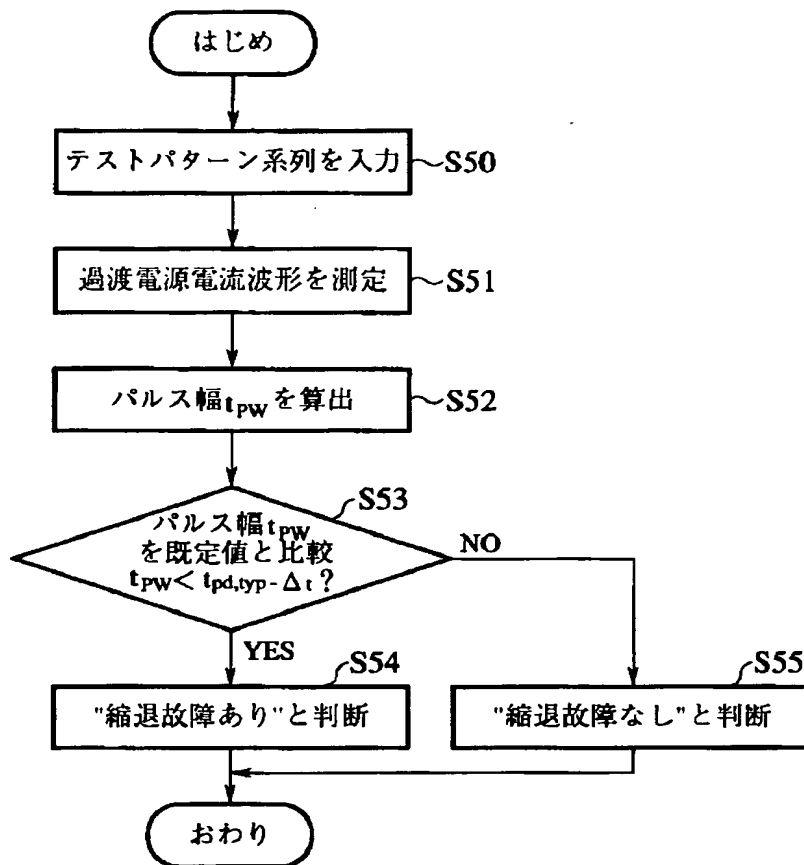 はじめ
テストパターン系列を入力
S50
過渡電源電流波形を測定
S51
パルス幅tPWを算出
S52
S53
パルス幅tPW
を既定値と比較
tPW< tpd,typ-Δt?
NO
YES
S54
"縮退故障あり"と判断
S55
"縮退故障なし"と判断
おわり